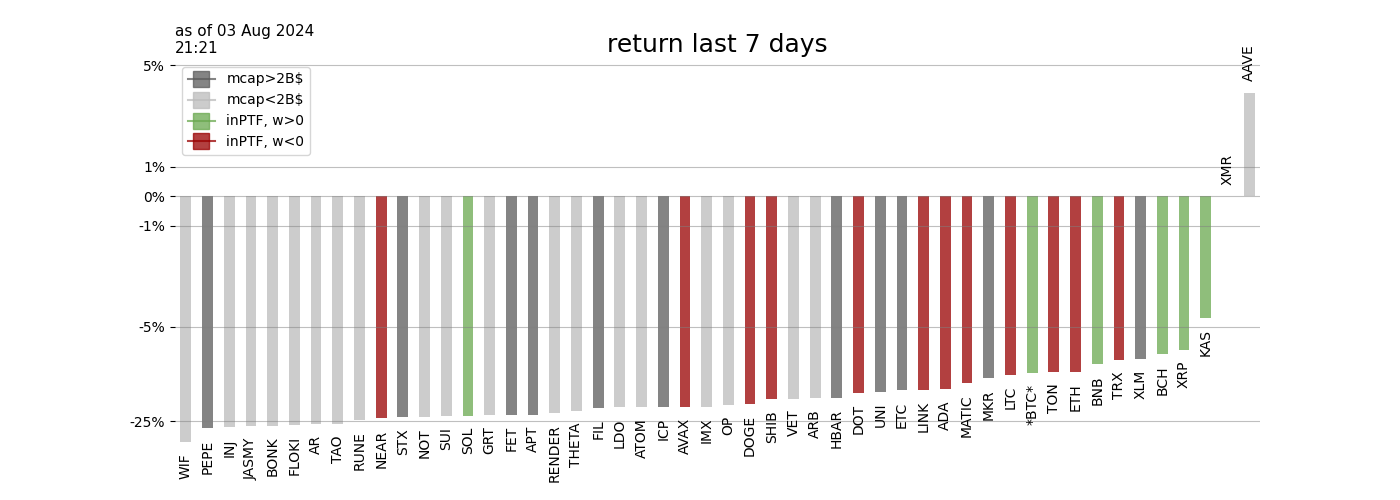 as of 03 Aug 2024
21:21
return last 7 days
5%
1%
0%
-1%
-5%
-25%
mcap>2B$
mcap<2B$
inPTF, w>0
inPTF, w<0
WIF
PEPE
INJ
JASMY
BONK
FLOKI
AR
TAO
RUNE
NEAR
STX
NOT
SUI
SOL
GRT
FET
APT
RENDER
THETA
FIL
LDO
ATOM
ICP
AVAX
IMX
OP
DOGE
SHIB
VET
ARB
HBAR
DOT
UNI
ETC
LINK
ADA
MATIC
MKR
LTC
*BTC*
TON
ETH
BNB
TRX
XLM
BCH
XRP
KAS
XMR
AAVE